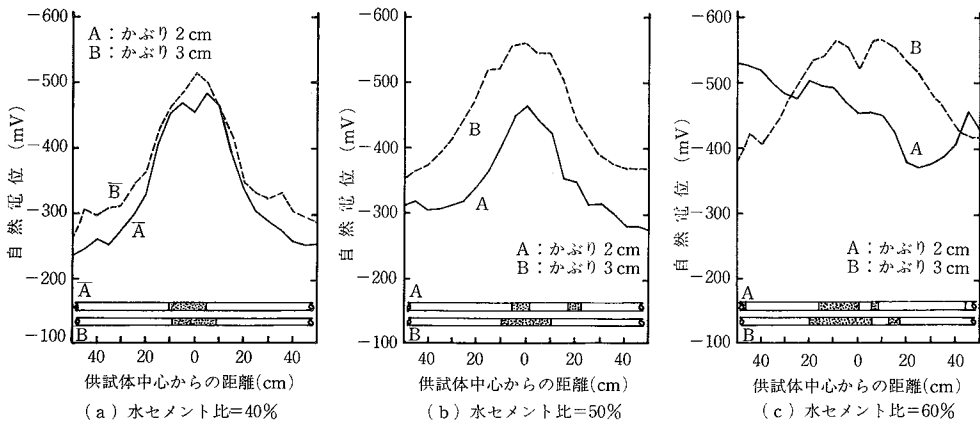 -600
-500
-400
-300
-200
-100
自然電位 (mV)
A：かぶり 2 cm
B：かぶり 3 cm
B
A
A
B
40 20 0 20 40
供試体中心からの距離(cm)
(a) 水セメント比=40%
-600
-500
-400
-300
-200
-100
自然電位 (mV)
B
A
A：かぶり 2 cm
B：かぶり 3 cm
A
B
40 20 0 20 40
供試体中心からの距離(cm)
(b) 水セメント比=50%
-600
-500
-400
-300
-200
-100
自然電位 (mV)
B
A
A：かぶり 2 cm
B：かぶり 3 cm
A
B
40 20 0 20 40
供試体中心からの距離(cm)
(c) 水セメント比=60%